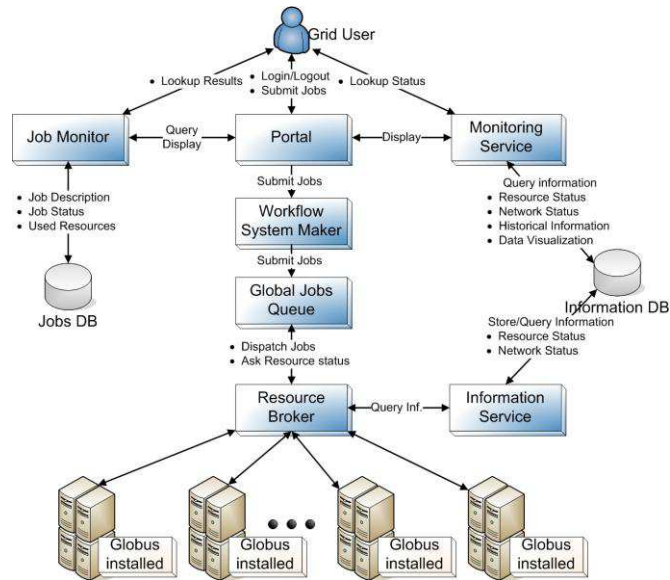 Grid User
• Lookup Results
• Login/Logout
• Submit Jobs
• Lookup Status
Job Monitor
Query
Display
Portal
Display
Monitoring
Service
Submit Jobs
• Job Description
• Job Status
• Used Resources
Workflow
System Maker
Query information
• Resource Status
• Network Status
• Historical Information
• Data Visualization
Submit Jobs
Jobs DB
Global Jobs
Queue
Information DB
• Dispatch Jobs
• Ask Resource status
Store/Query Information
• Resource Status
• Network Status
Resource
Broker
Query Inf.
Information
Service
Globus
installed
Globus
installed
Globus
installed
Globus
installed